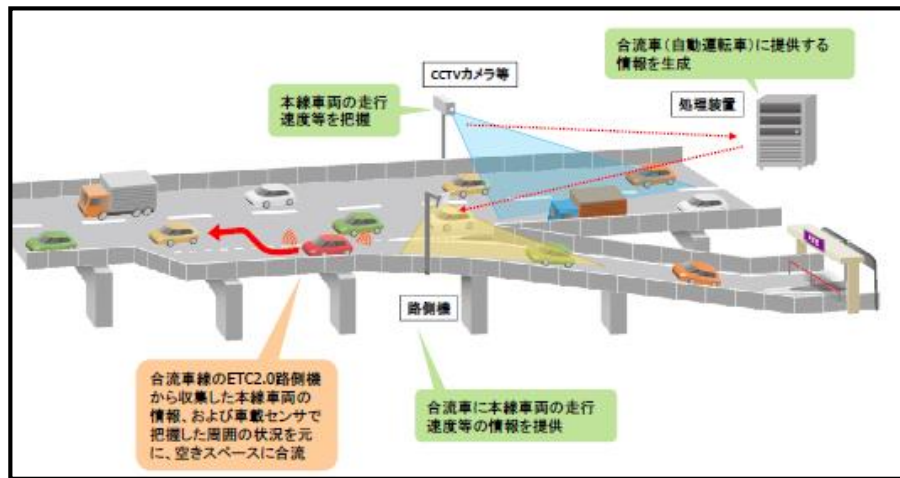 合流車(自動運転車)に提供する
情報を生成
CCTVカメラ等
処理装置
本線車両の走行
速度等を把握
路側機
合流車線のETC2.0路側機
から収集した本線車両の
情報、および車載センサで
把握した周囲の状況を元
に、空きスペースに合流
合流車に本線車両の走行
速度等の情報を提供